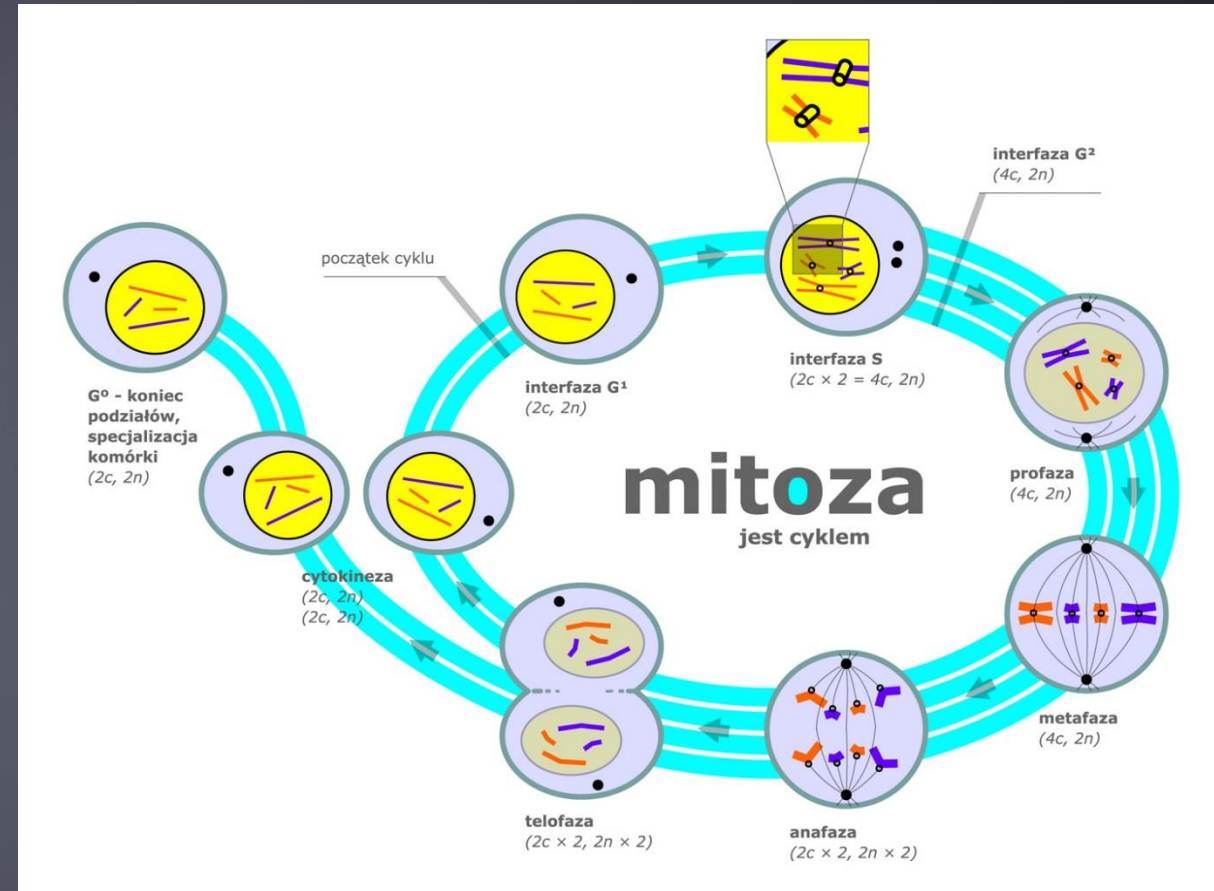 interfaza G²
(4c, 2n)
początek cyklu
interfaza S
(2c × 2 = 4c, 2n)
interfaza G¹
(2c, 2n)
Gº - koniec
podziałów,
specjalizacja
komórki
(2c, 2n)
profaza
(4c, 2n)
mitoza
jest cyklem
cytokineza
(2c, 2n)
(2c, 2n)
metafaza
(4c, 2n)
telofaza
(2c × 2, 2n × 2)
anafaza
(2c × 2, 2n × 2)